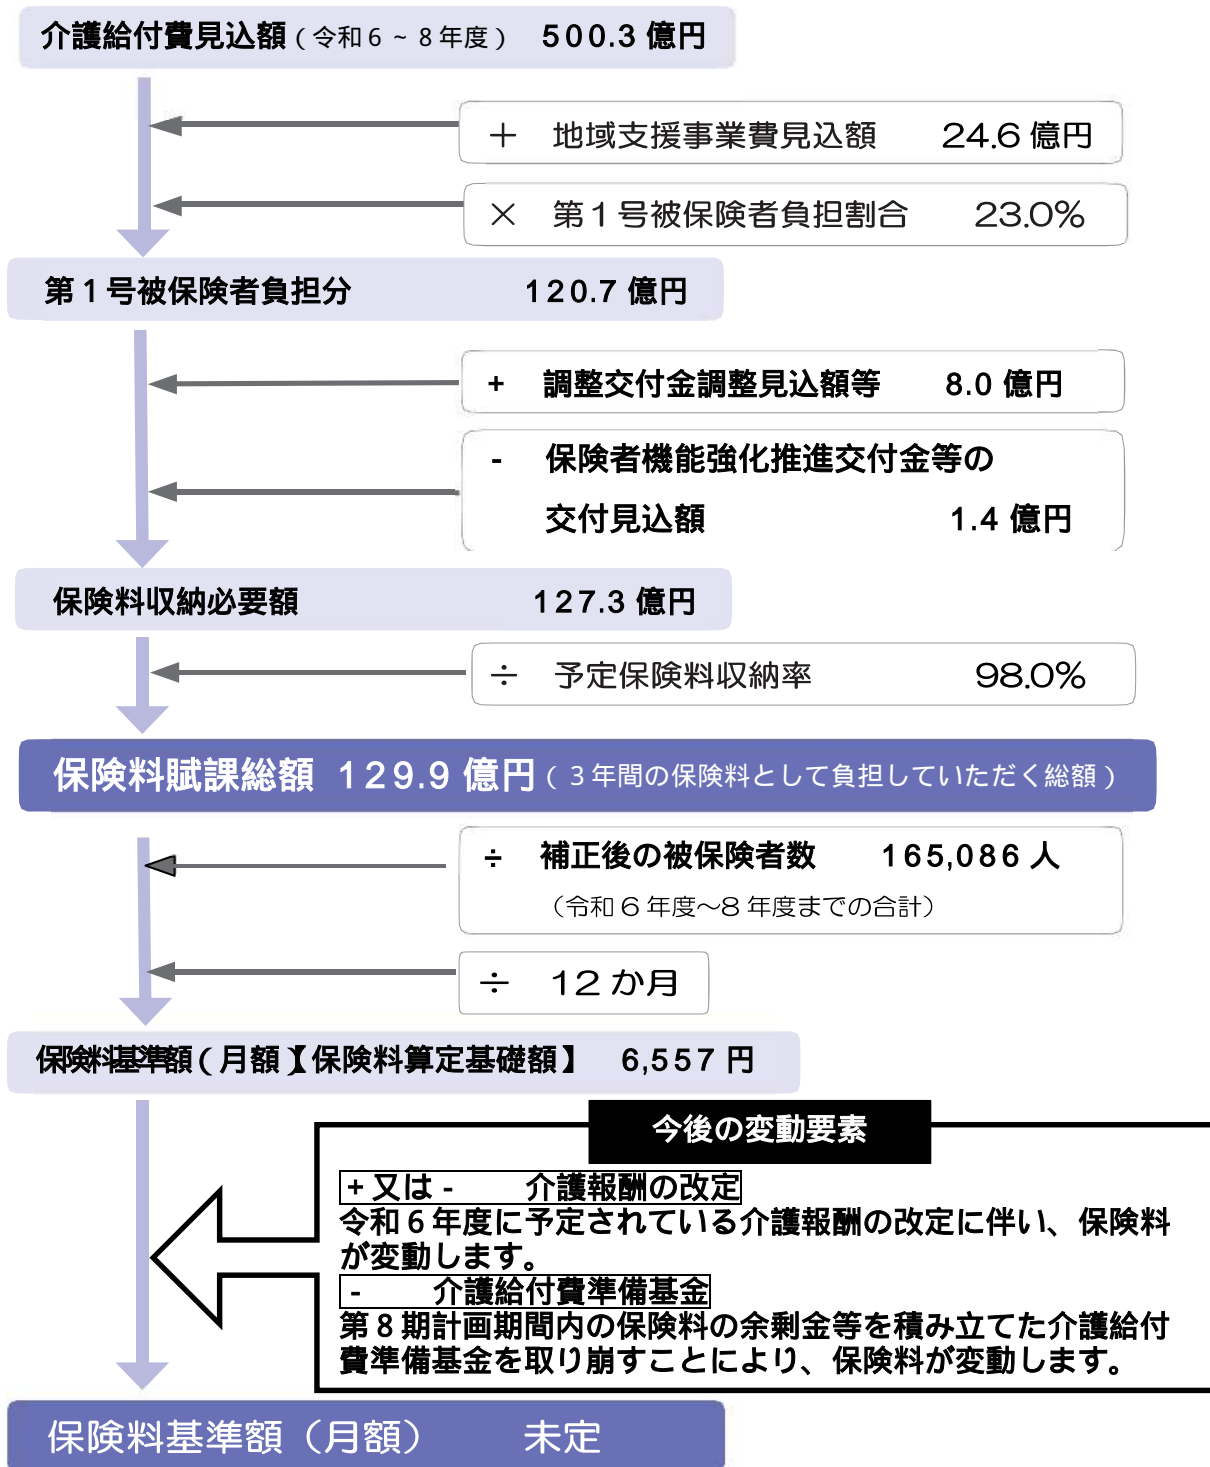 介護給付費見込額（令和６～８年度） 500.3億円
＋ 地域支援事業費見込額 24.6億円
× 第１号被保険者負担割合 23.0%
第１号被保険者負担分 120.7億円
+ 調整交付金調整見込額等 8.0億円
- 保険者機能強化推進交付金等の
交付見込額 1.4億円
保険料収納必要額 127.3億円
÷ 予定保険料収納率 98.0%
保険料賦課総額 129.9億円（３年間の保険料として負担していただく総額）
÷ 補正後の被保険者数 165,086人
（令和６年度～８年度までの合計）
÷ 12か月
保険料基準額（月額）【保険料算定基礎額】 6,557円
今後の変動要素
+又は- 介護報酬の改定
令和６年度に予定されている介護報酬の改定に伴い、保険料
が変動します。
- 介護給付費準備基金
第８期計画期間内の保険料の余剰金等を積み立てた介護給付
費準備基金を取り崩すことにより、保険料が変動します。
保険料基準額（月額） 未定